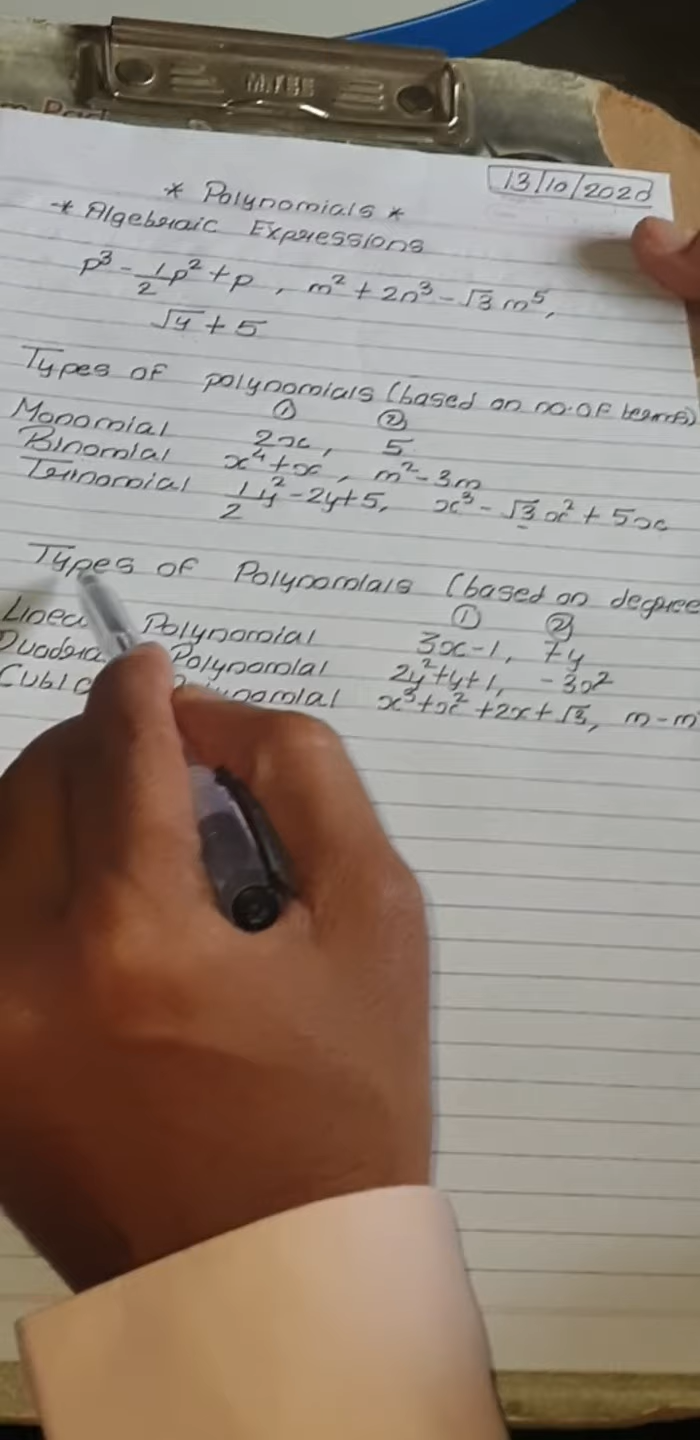 13/10/2020
* Polynomials *
* Algebraic Expressions
p³ - 1/2 p² + p , m² + 2n³ - √3 m⁵,
√y + 5
Types of polynomials (based on no. of terms)
① ②
Monomial 2x, 5
Binomial x⁴+x, m²-3m
Trinomial 1/2 y²-2y+5, x³-√3 x²+5x
Types of Polynomials (based on degree
① ②
Linea Polynomial 3x-1, 7y
Quadra Polynomial 2y²+y+1, -3x²
Cubic x³+x²+2x+√3, m-m